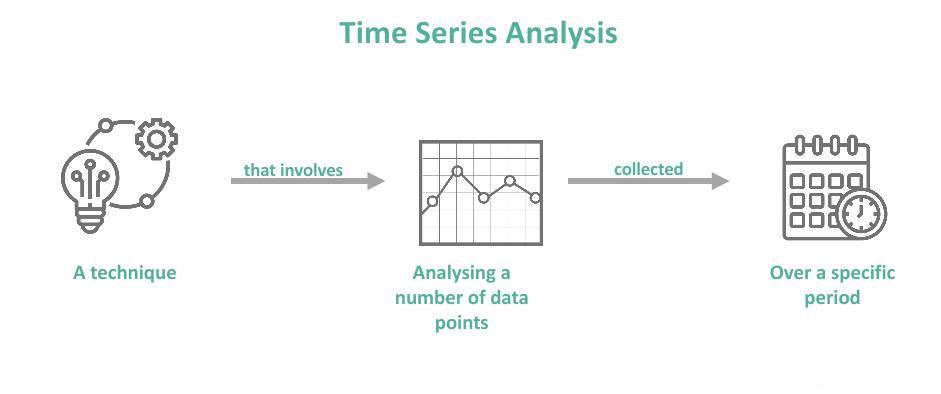 Time Series Analysis
that involves
collected
A technique
Analysing a
number of data
points
Over a specific
period